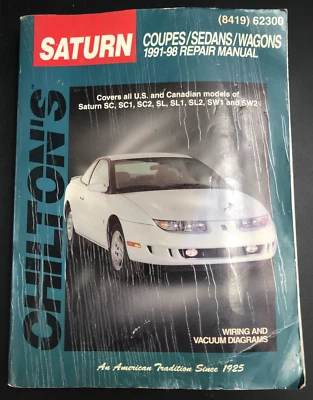 (8419) 62300
SATURN
COUPES/SEDANS/WAGONS
1991-98 REPAIR MANUAL
Covers all U.S. and Canadian models of
Saturn SC, SC1, SC2, SL, SL1, SL2, SW1 and SW2
CHILTON'S
WIRING AND
VACUUM DIAGRAMS
An American Tradition Since 1925